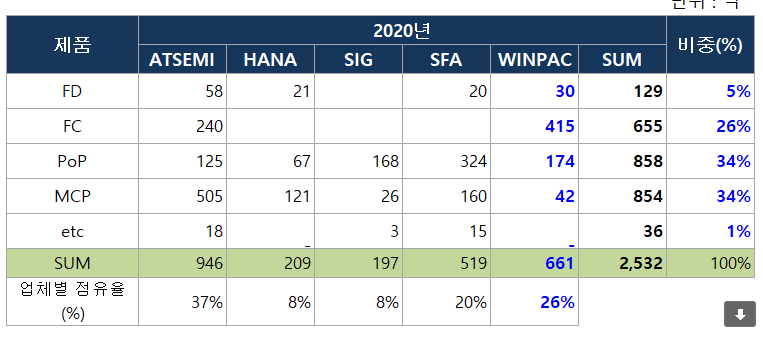 단위 : 억
제품 2020년 비중(%)
ATSEMI HANA SIG SFA WINPAC SUM
FD 58 21 20 30 129 5%
FC 240 415 655 26%
PoP 125 67 168 324 174 858 34%
MCP 505 121 26 160 42 854 34%
etc 18 - 3 15 - 36 1%
SUM 946 209 197 519 661 2,532 100%
업체별 점유율
(%) 37% 8% 8% 20% 26%